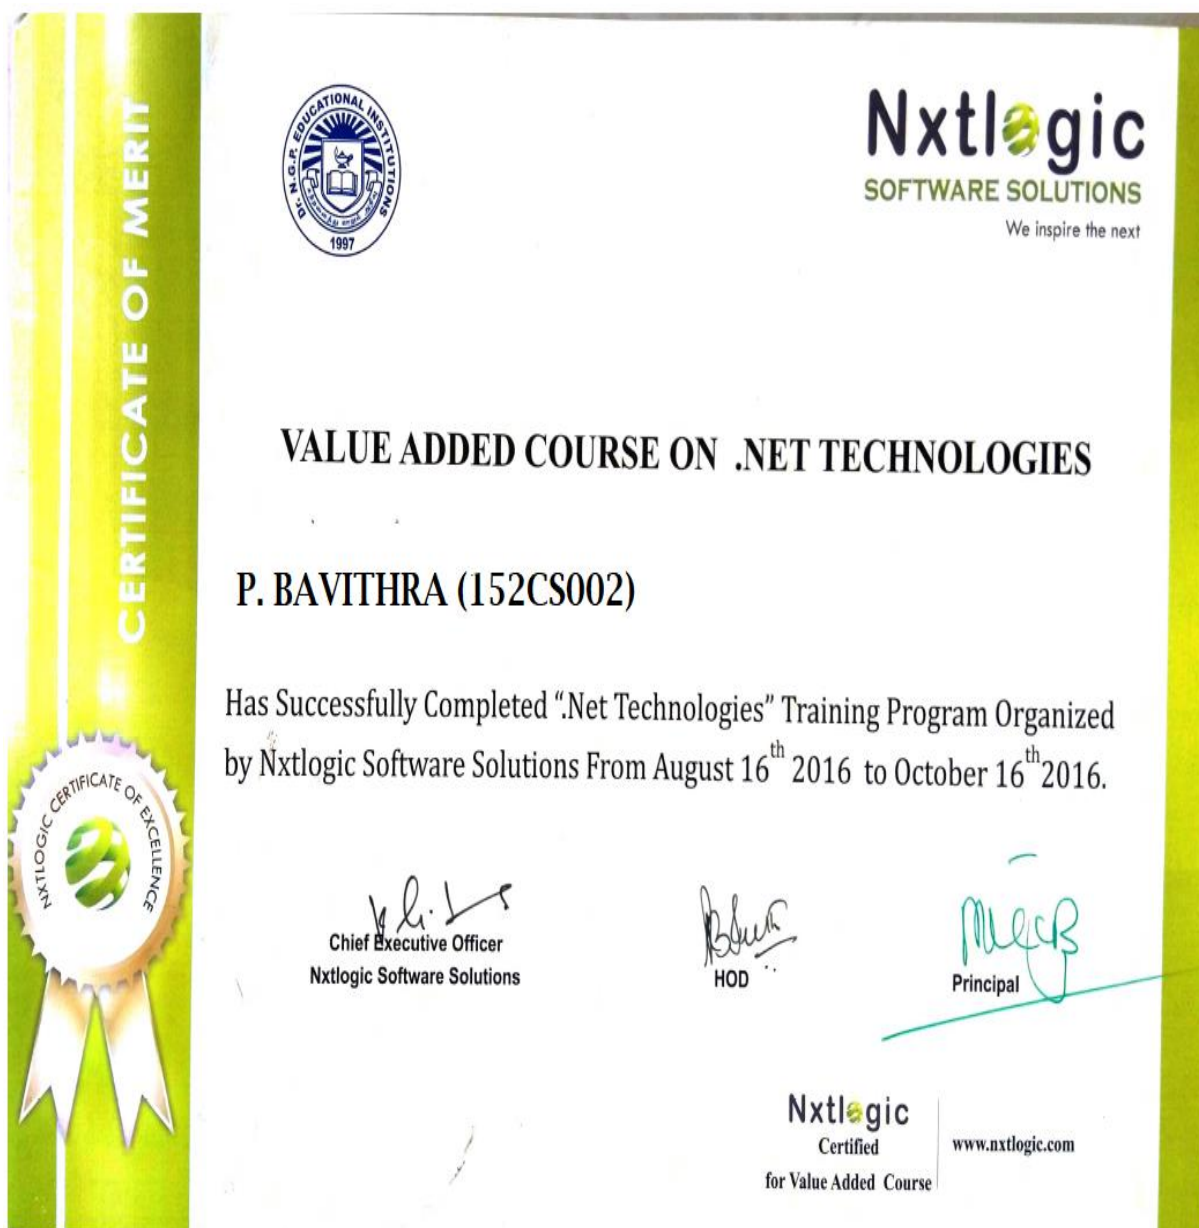 CERTIFICATE OF MERIT
Dr. N.G.P. EDUCATIONAL INSTITUTIONS
1997
Nxtlogic
SOFTWARE SOLUTIONS
We inspire the next
VALUE ADDED COURSE ON .NET TECHNOLOGIES
P. BAVITHRA (152CS002)
Has Successfully Completed “.Net Technologies” Training Program Organized
by Nxtlogic Software Solutions From August 16th 2016 to October 16th 2016.
NXTLOGIC CERTIFICATE OF EXCELLENCE
Chief Executive Officer
Nxtlogic Software Solutions
HOD
Principal
Nxtlogic
Certified
for Value Added Course
www.nxtlogic.com